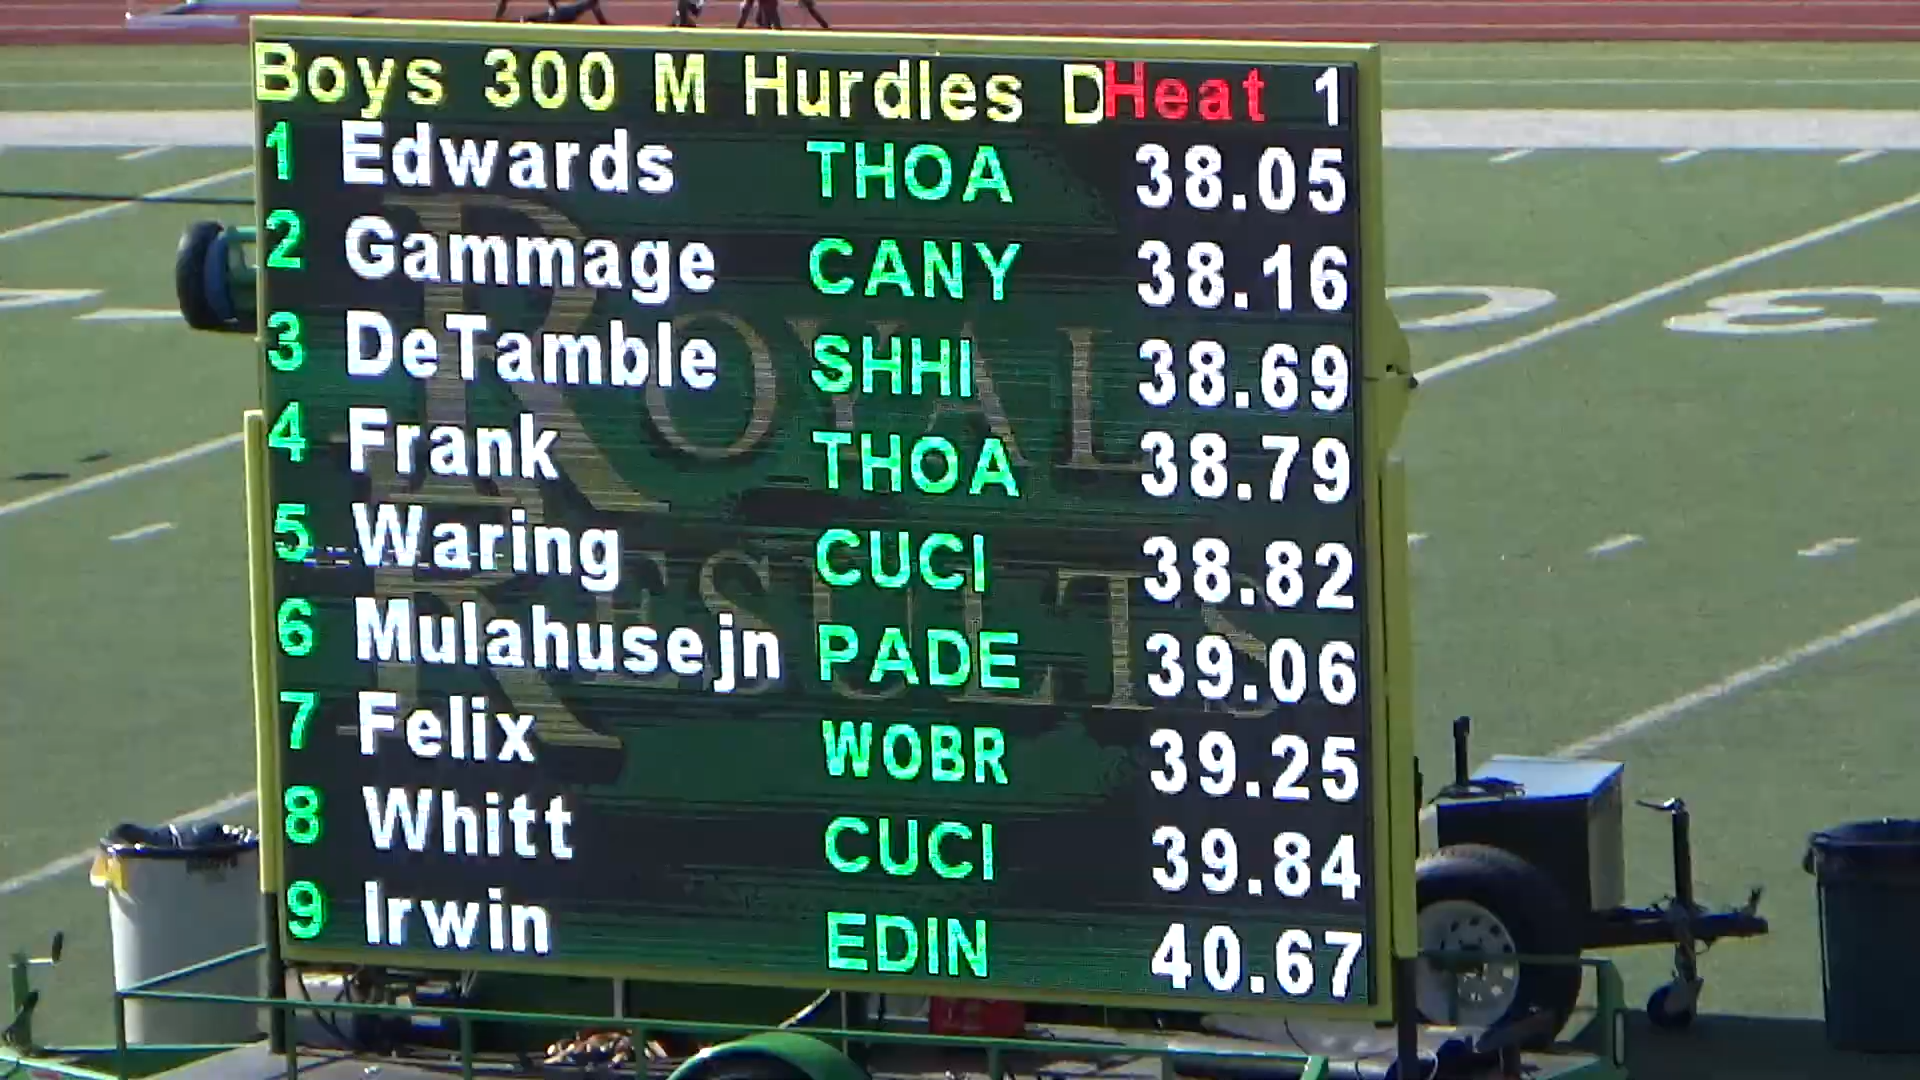 Boys 300 M Hurdles D Heat 1
1 Edwards THOA 38.05
2 Gammage CANY 38.16
3 DeTamble SHHI 38.69
4 Frank THOA 38.79
5 Waring CUCI 38.82
6 Mulahusejn PADE 39.06
7 Felix WOBR 39.25
8 Whitt CUCI 39.84
9 Irwin EDIN 40.67
ROYAL
RESULTS